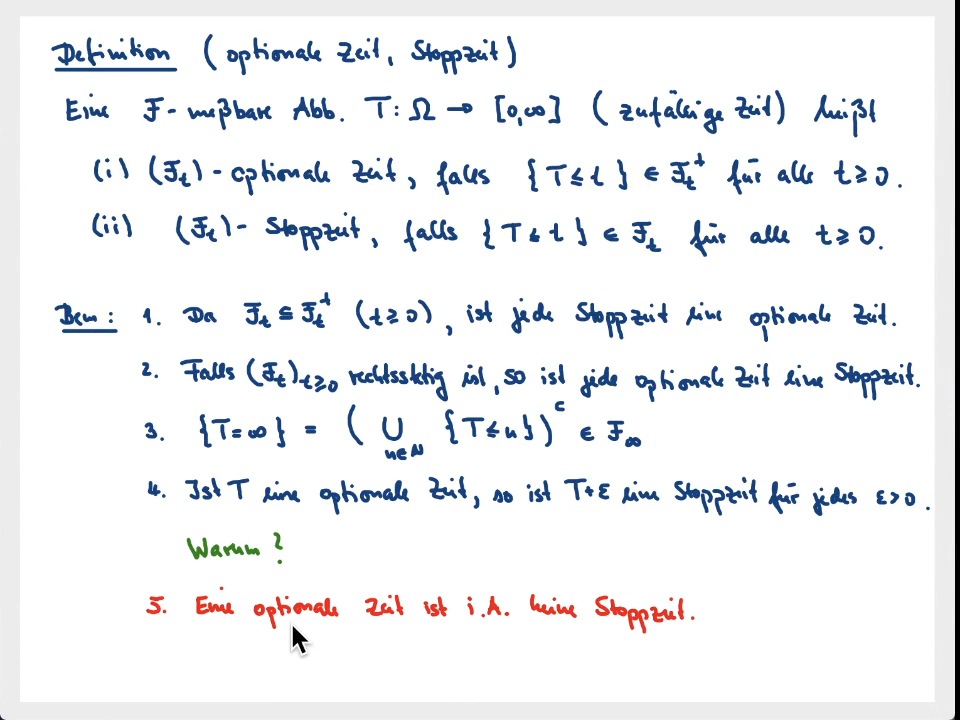 Definition (optionale Zeit, Stoppzeit)
Eine F-meßbare Abb. T: Ω → [0,∞] (zufällige Zeit) heißt
(i) (F_t)-optionale Zeit, falls {T ≤ t} ∈ F_t^+ für alle t ≥ 0.
(ii) (F_t)-Stoppzeit, falls {T ≤ t} ∈ F_t für alle t ≥ 0.
Bem: 1. Da F_t ⊆ F_t^+ (t ≥ 0), ist jede Stoppzeit eine optionale Zeit.
2. Falls (F_t)_{t≥0} rechtsstetig ist, so ist jede optionale Zeit eine Stoppzeit.
3. {T=∞} = (⋃_{n∈ℕ} {T ≤ n})^c ∈ F_∞
4. Ist T eine optionale Zeit, so ist T+ε eine Stoppzeit für jedes ε>0.
Warum?
5. Eine optionale Zeit ist i.A. keine Stoppzeit.